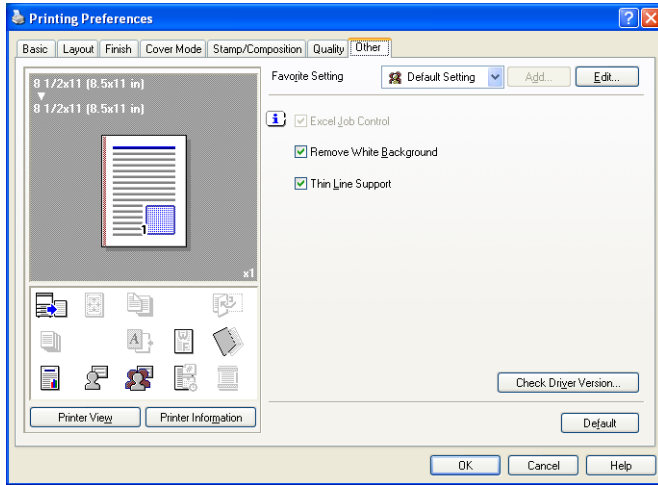 Printing Preferences
Basic Layout Finish Cover Mode Stamp/Composition Quality Other
8 1/2x11 (8.5x11 in)
8 1/2x11 (8.5x11 in)
1
x1
Printer View Printer Information
Favorite Setting Default Setting Add... Edit...
Excel Job Control
Remove White Background
Thin Line Support
Check Driver Version...
Default
OK Cancel Help